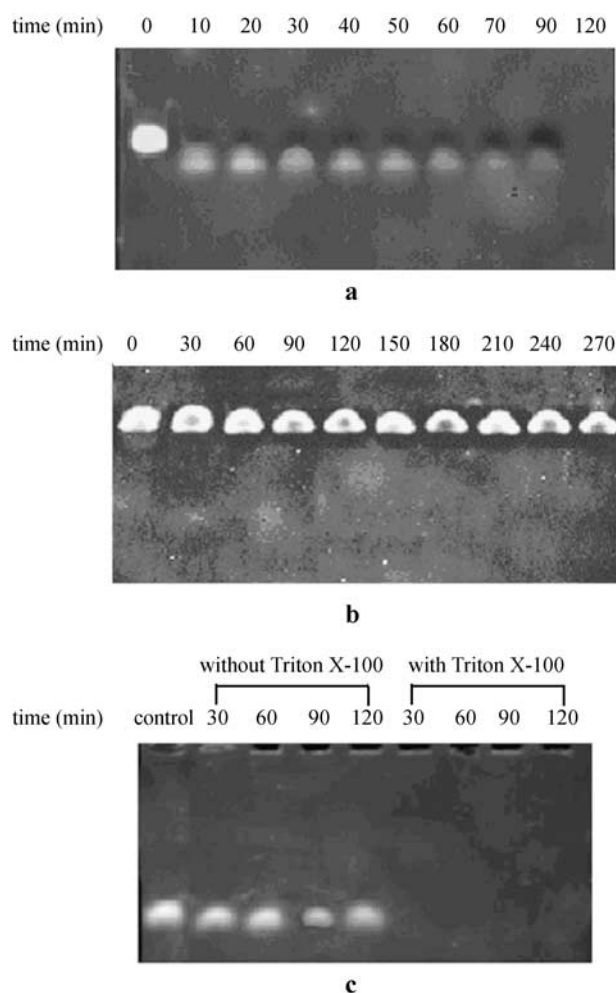 time (min) 0 10 20 30 40 50 60 70 90 120
a
time (min) 0 30 60 90 120 150 180 210 240 270
b
without Triton X-100 with Triton X-100
time (min) control 30 60 90 120 30 60 90 120
c